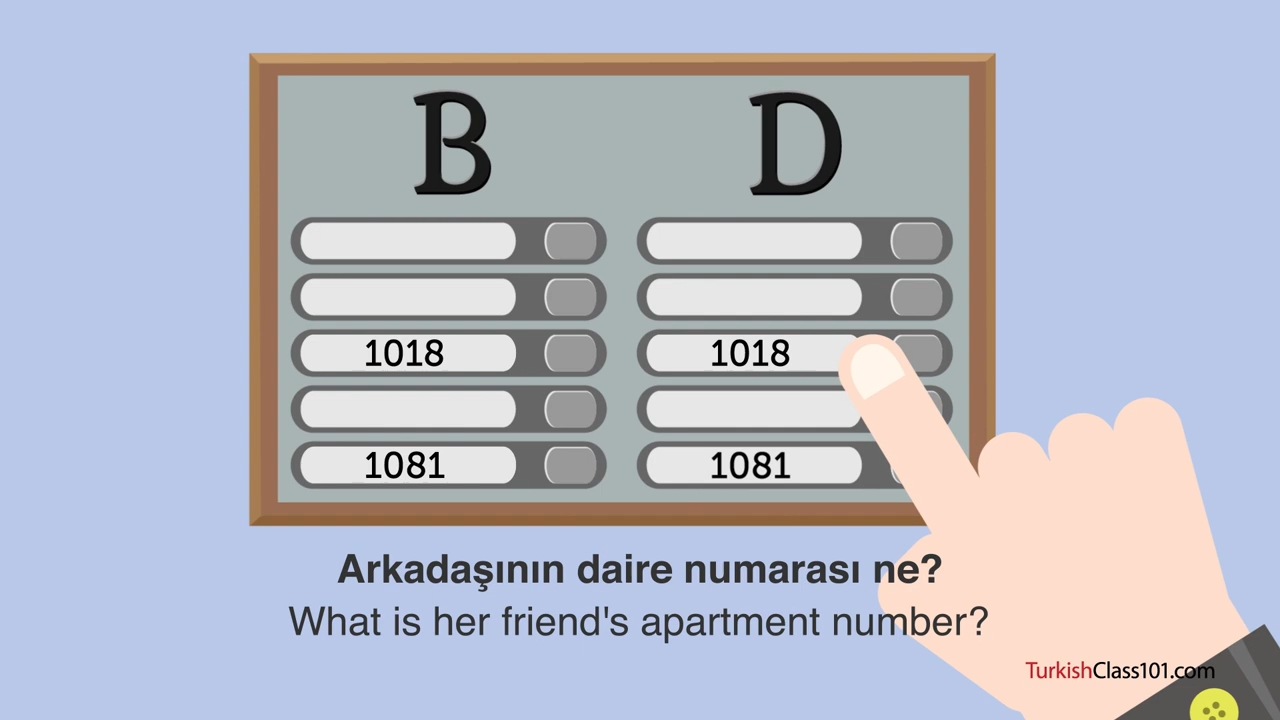 B D
1018 1018
1081 1081
Arkadaşının daire numarası ne?
What is her friend's apartment number?
TurkishClass101.com